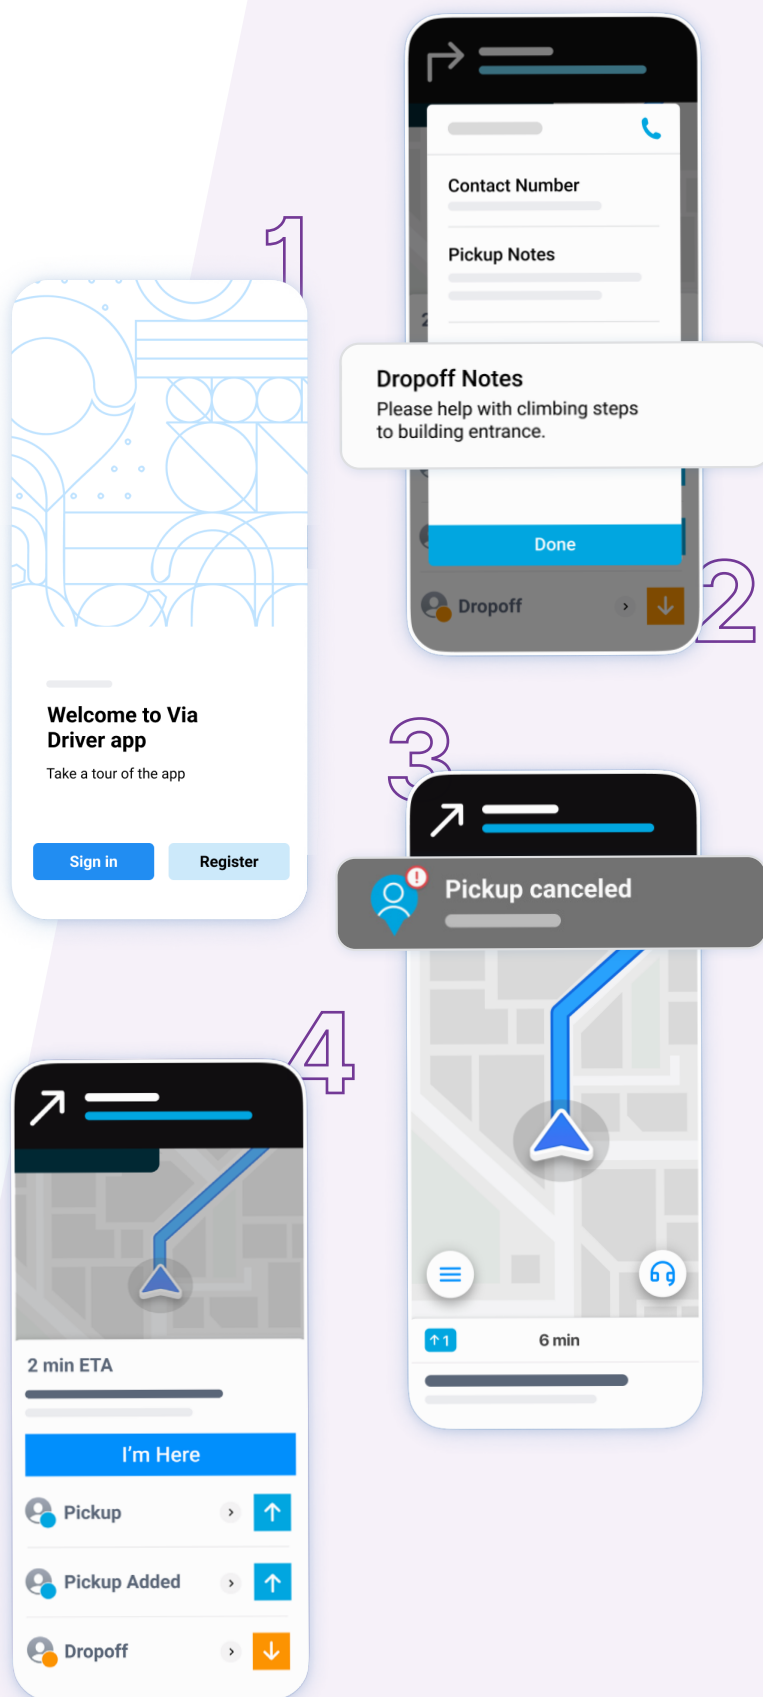 1
Welcome to Via
Driver app
Take a tour of the app
Sign in
Register
2
Contact Number
Pickup Notes
Dropoff Notes
Please help with climbing steps
to building entrance.
Done
Dropoff
3
Pickup canceled
1
6 min
4
2 min ETA
I'm Here
Pickup
Pickup Added
Dropoff